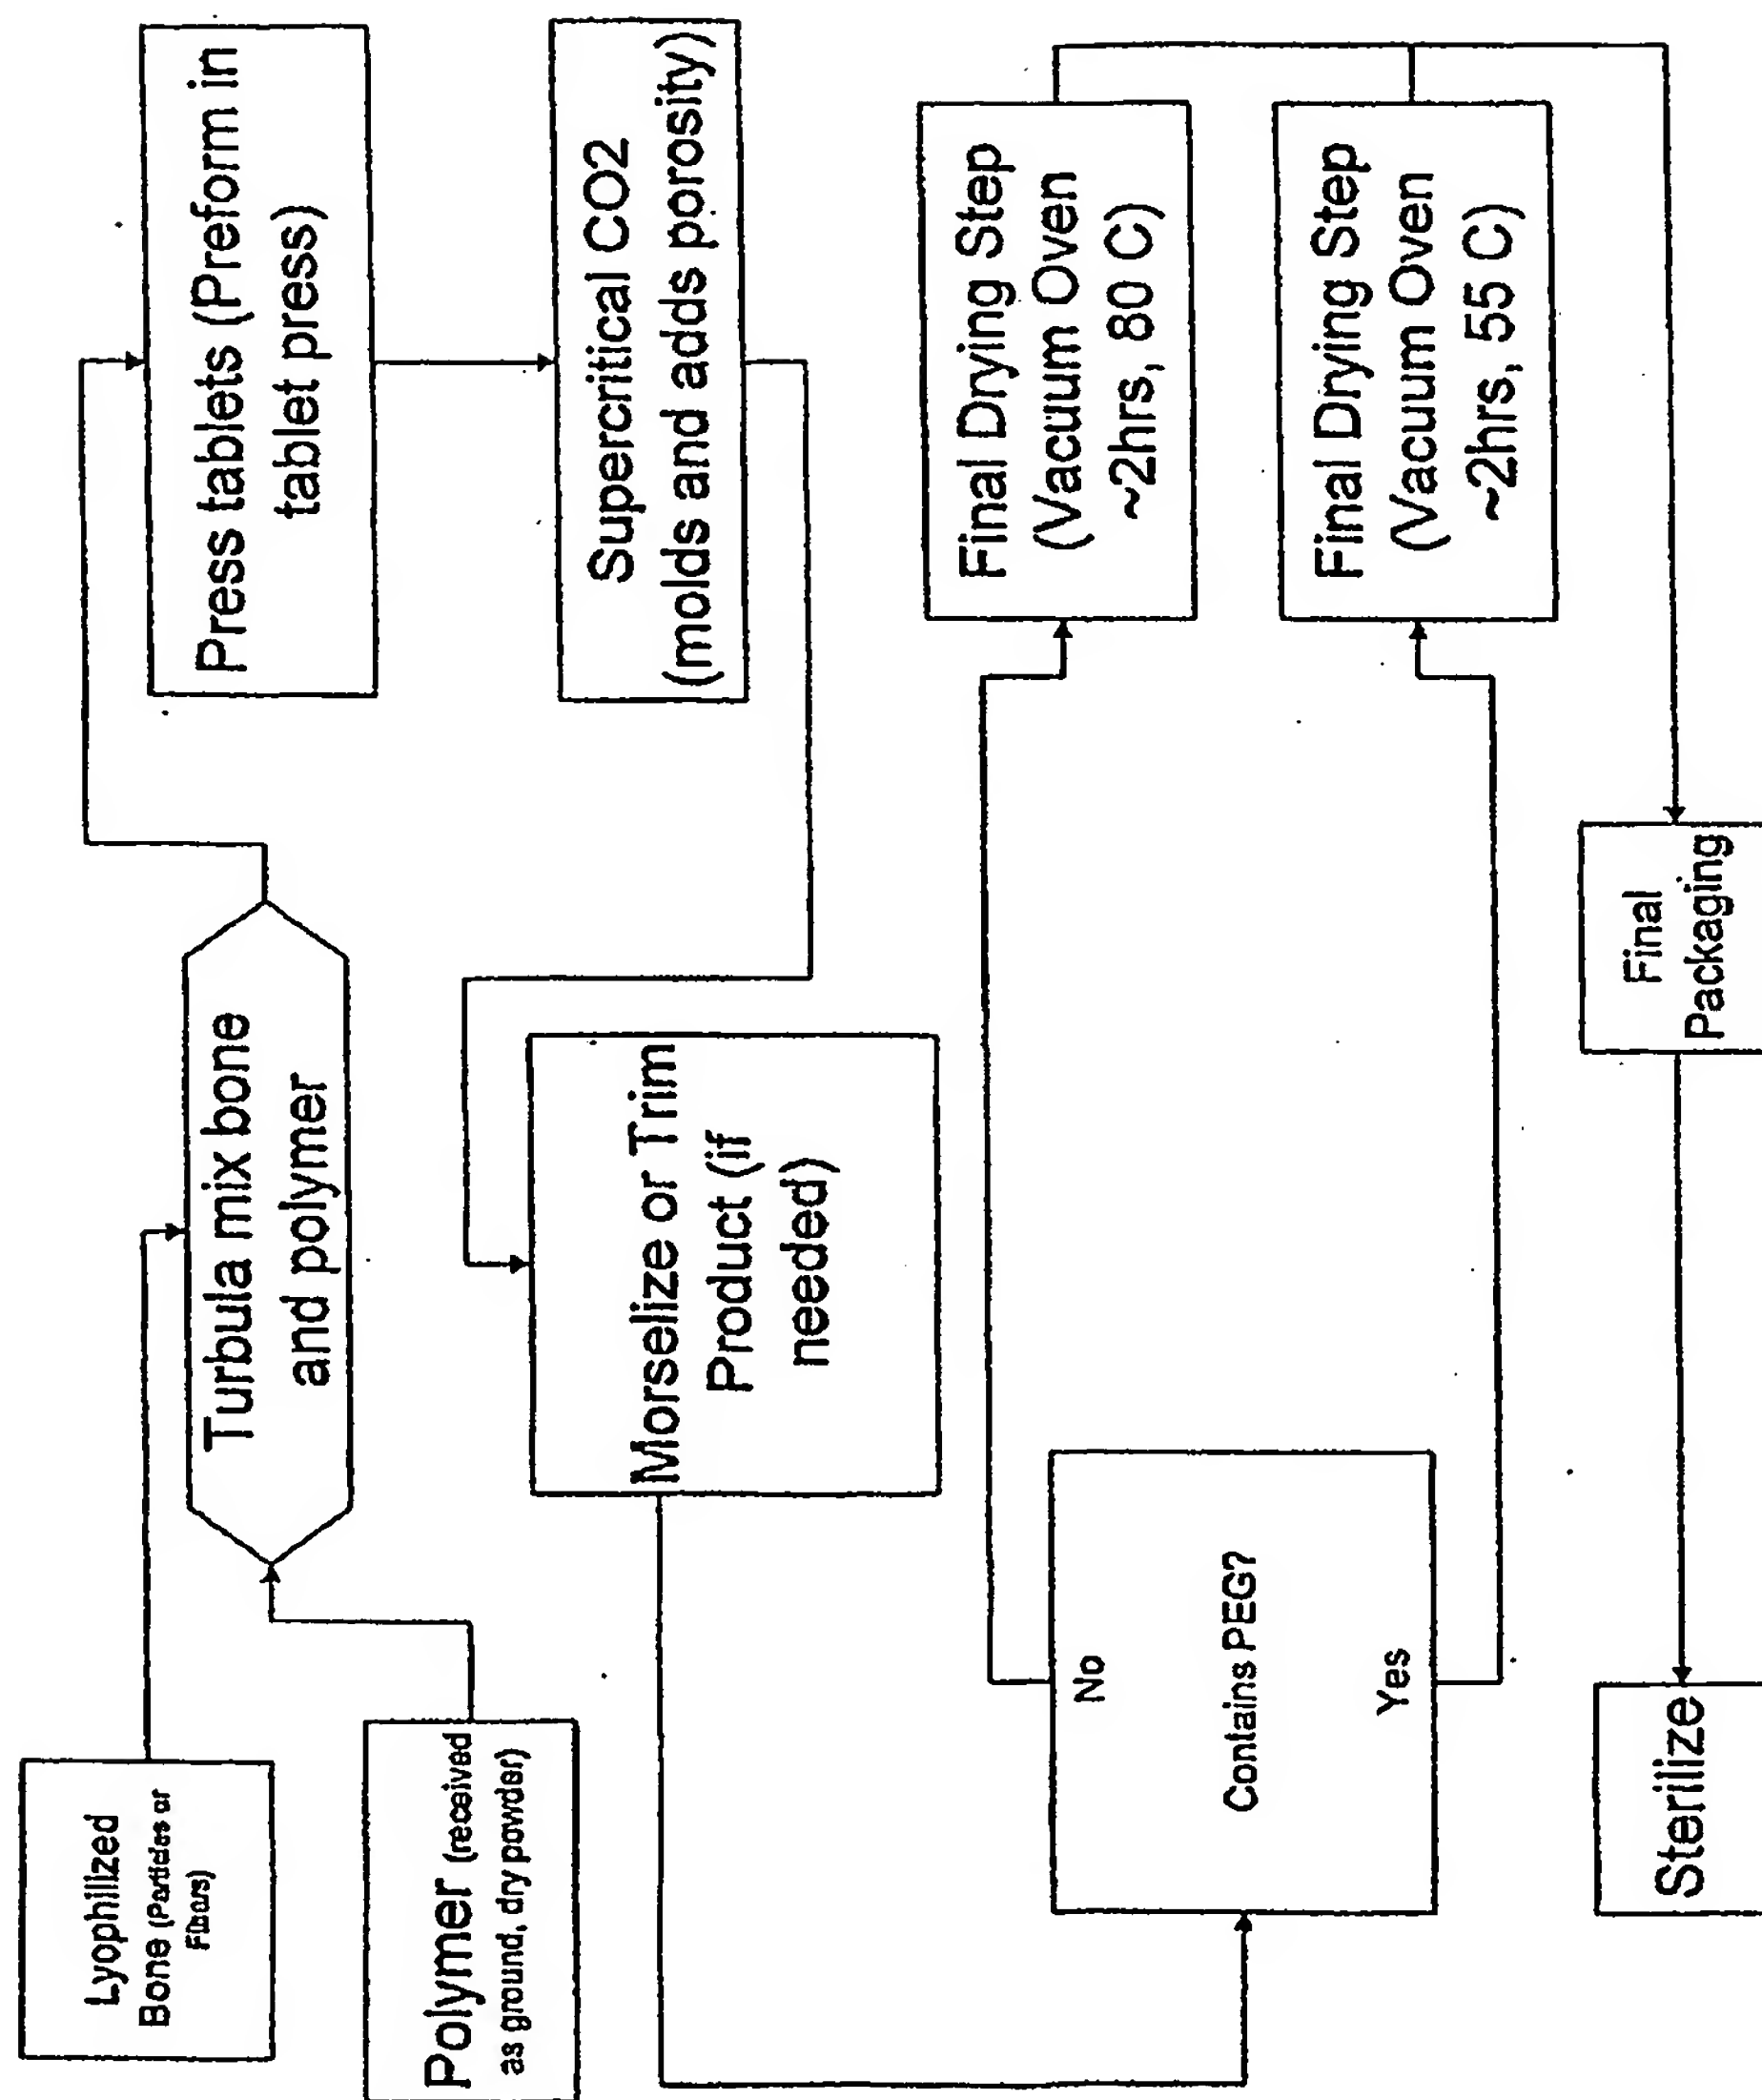 Lyophilized
Bone (Particles or
Fibers)
Polymer (received
as ground, dry powder)
Turbula mix bone
and polymer
Press tablets (Preform in
tablet press)
Supercritical CO2
(molds and adds porosity)
Morselize or Trim
Product (if
needed)
Contains PEG?
No
Yes
Final Drying Step
(Vacuum Oven
~2hrs, 80 C)
Final Drying Step
(Vacuum Oven
~2hrs, 55 C)
Final
Packaging
Sterilize